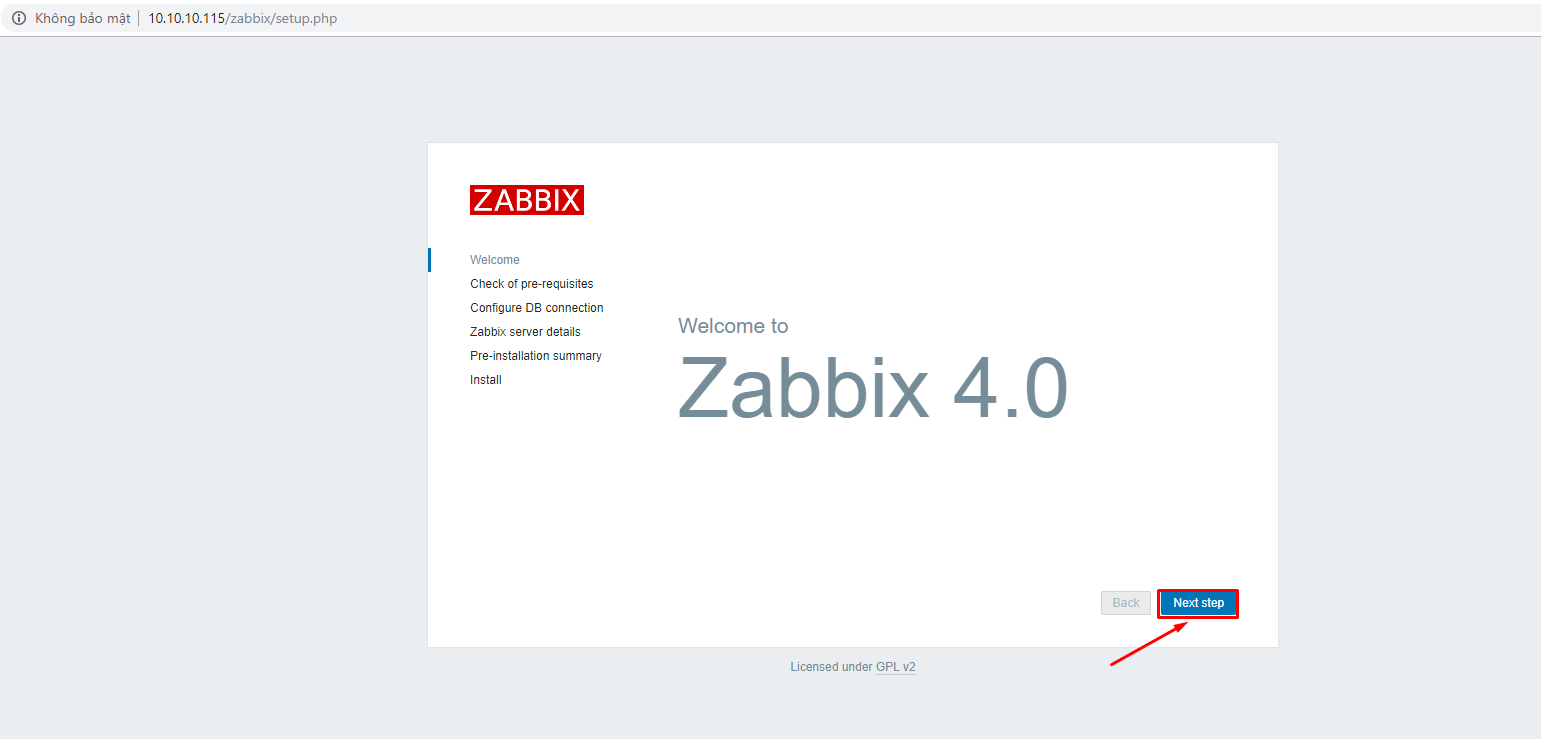 Không bảo mật | 10.10.10.115/zabbix/setup.php
ZABBIX
Welcome
Check of pre-requisites
Configure DB connection
Zabbix server details
Pre-installation summary
Install
Welcome to
Zabbix 4.0
Back
Next step
Licensed under GPL v2